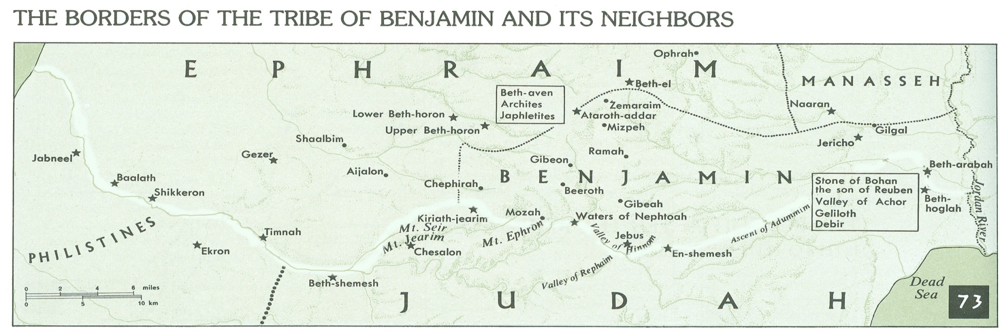 THE BORDERS OF THE TRIBE OF BENJAMIN AND ITS NEIGHBORS
Ophrah
E P H R A I M
MANASSEH
Beth-el
Beth-aven
Archites
Japhletites
Zemaraim
Naaran
Lower Beth-horon
Ataroth-addar
Upper Beth-horon
Mizpeh
Gilgal
Shaalbim
Jericho
Jabneel
Gezer
Ramah
Gibeon
Beth-arabah
Aijalon
BENJAMIN
Baalath
Chephirah
Stone of Bohan
the son of Reuben
Valley of Achor
Geliloth
Debir
Shikkeron
Beeroth
Beth-
hoglah
Jordan River
Gibeah
Mozah
Kiriath-jearim
Waters of Nephtoah
Ascent of Adummim
PHILISTINES
Mt. Seir
Mt. Jearim
Mt. Ephron
Valley of Hinnom
Timnah
Jebus
Ekron
Chesalon
En-shemesh
Valley of Rephaim
Beth-shemesh
Dead
Sea
0 2 4 6 miles
0 5 10 km
J U D A H
73